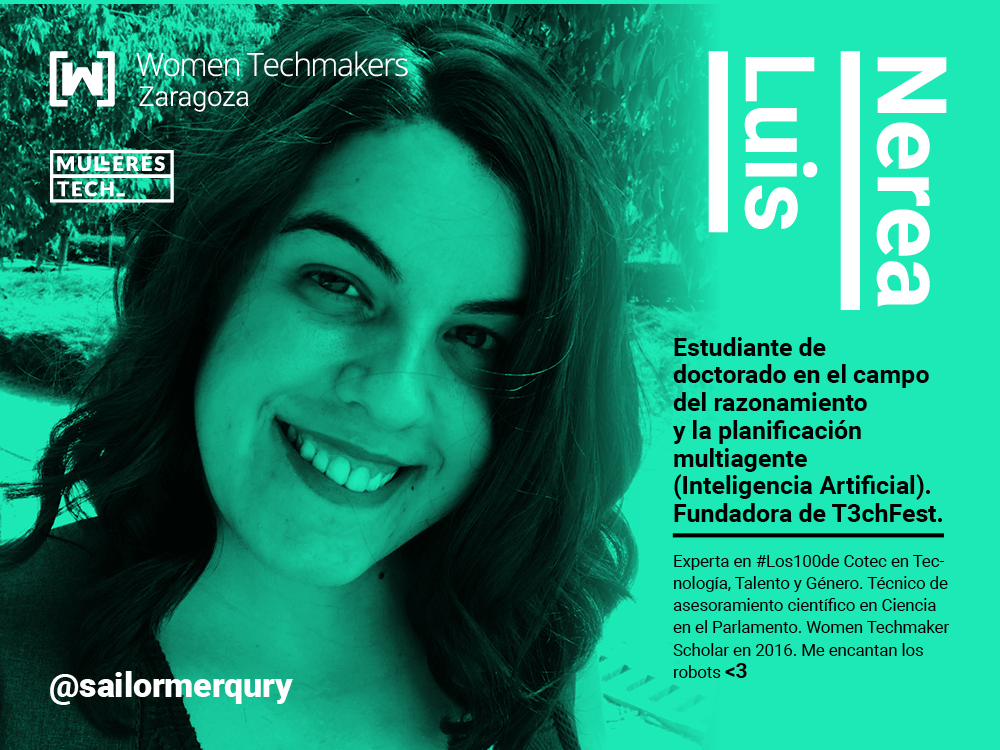 [W] Women Techmakers
Zaragoza
MULLERES
TECH_
Nerea
Luis
Estudiante de
doctorado en el campo
del razonamiento
y la planificación
multiagente
(Inteligencia Artificial).
Fundadora de T3chFest.
Experta en #Los100de Cotec en Tec-
nología, Talento y Género. Técnico de
asesoramiento científico en Ciencia
en el Parlamento. Women Techmaker
Scholar en 2016. Me encantan los
robots <3
@sailormerqury